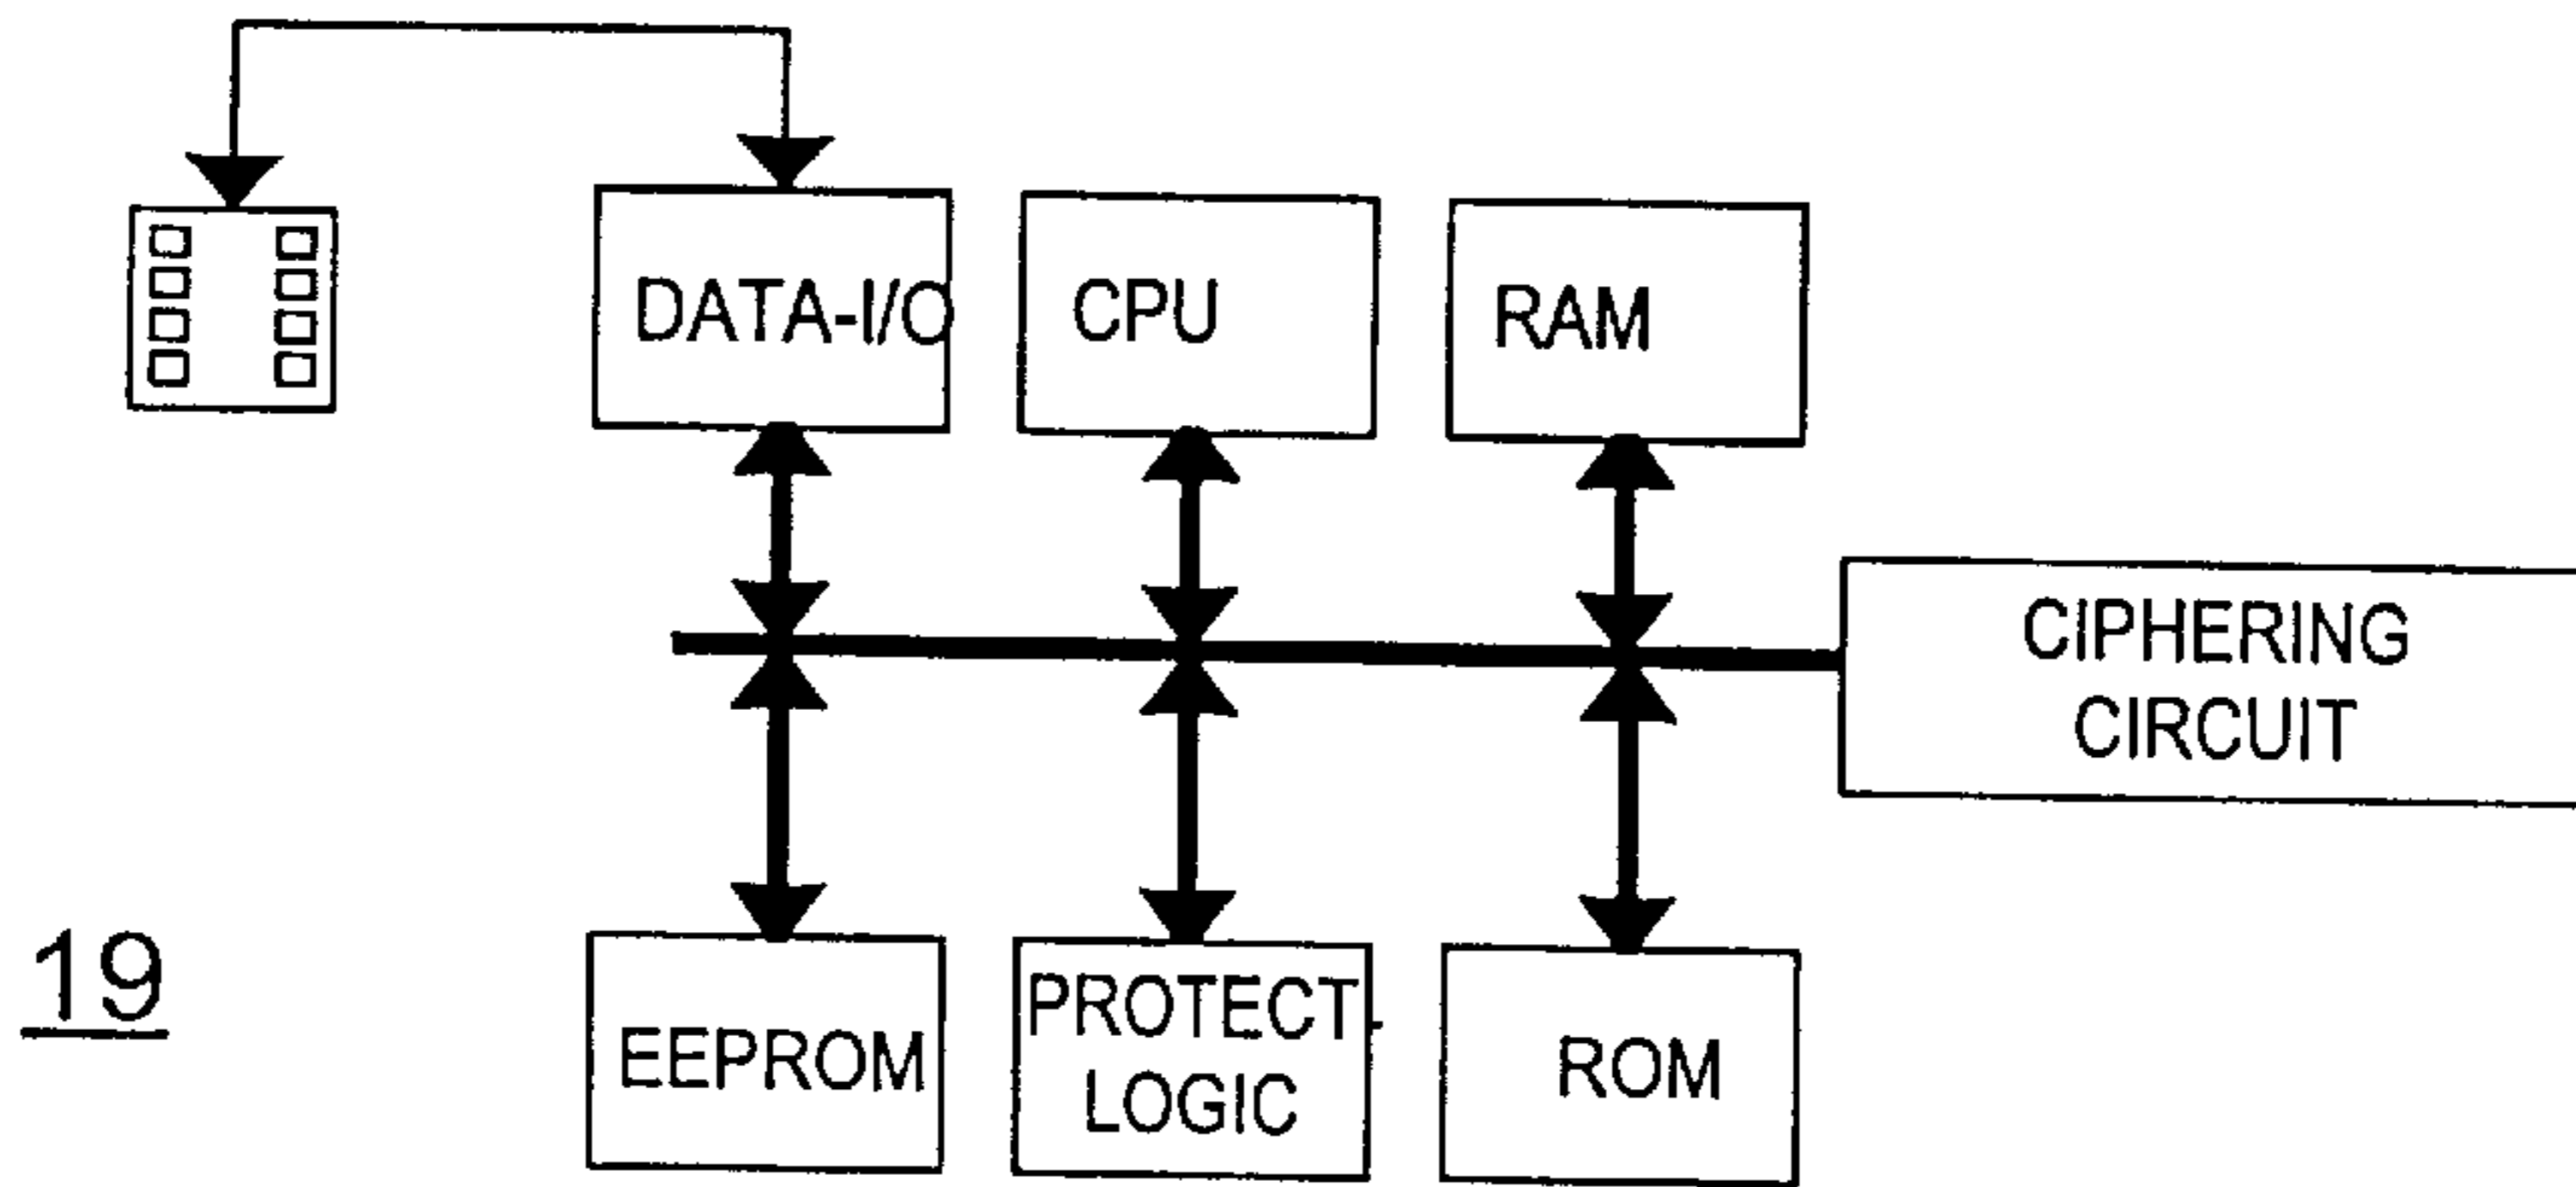 DATA-I/O
CPU
RAM
CIPHERING
CIRCUIT
19
EEPROM
PROTECT
LOGIC
ROM